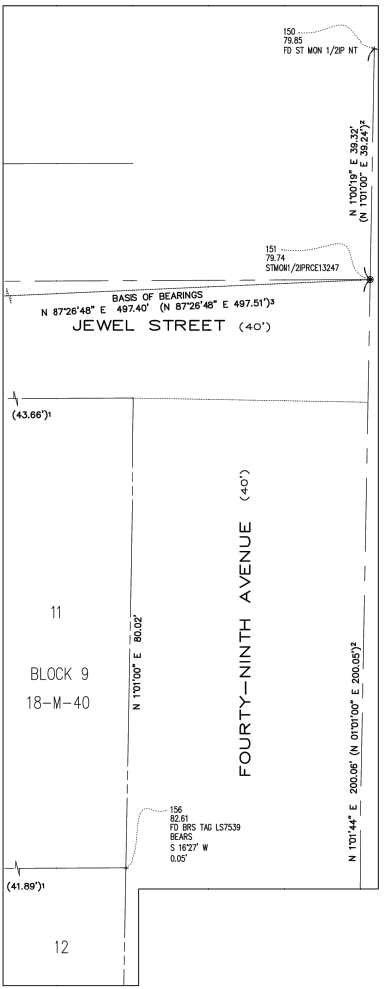 150
79.85
FD ST MON 1/2IP NT
N 1°00'19" E 39.32'
(N 1°01'00" E 39.24')²
151
79.74
STMON1/2IPRCE13247
BASIS OF BEARINGS
N 87°26'48" E 497.40' (N 87°26'48" E 497.51')³
JEWEL STREET (40')
(43.66')¹
FOURTY-NINTH AVENUE (40')
11
BLOCK 9
18-M-40
N 1°01'00" E 80.02'
N 1°01'44" E 200.06' (N 01°01'00" E 200.05')²
156
82.61
FD BRS TAG LS7539
BEARS
S 16°27' W
0.05'
(41.89')¹
12